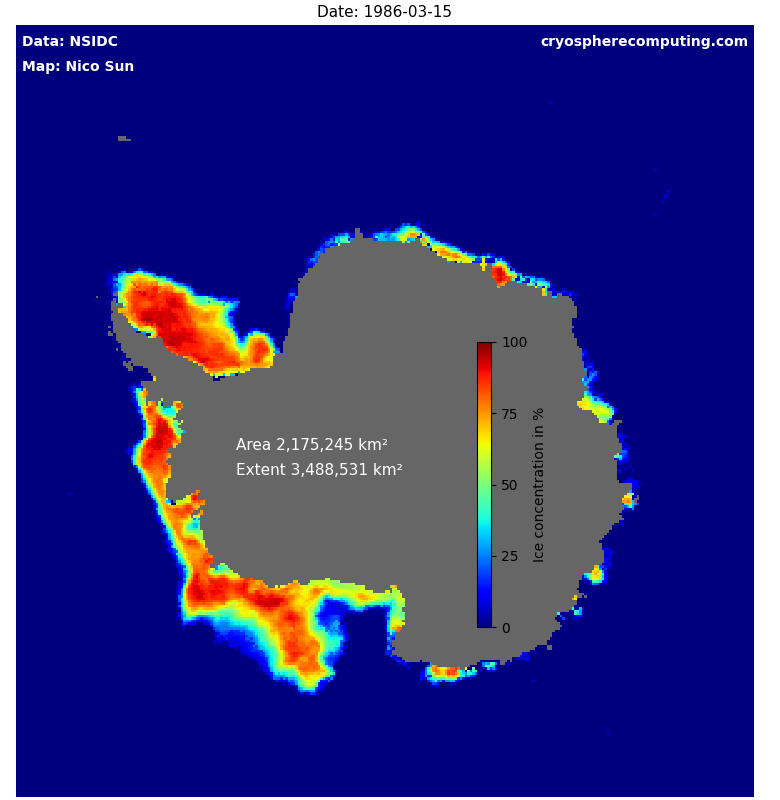 Date: 1986-03-15
Data: NSIDC
cryospherecomputing.com
Map: Nico Sun
Area 2,175,245 km²
Extent 3,488,531 km²
100
75
50
25
0
Ice concentration in %